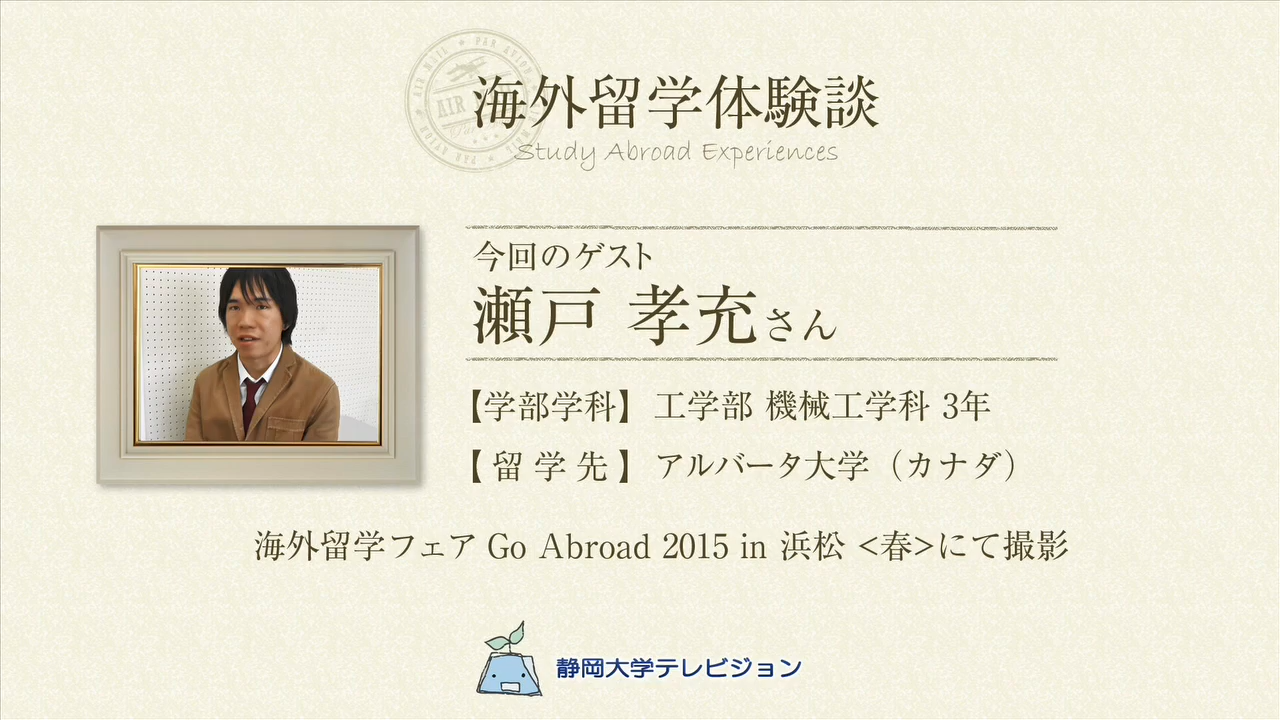 海外留学体験談
Study Abroad Experiences
AIR MAIL
PAR AVION
今回のゲスト
瀬戸 孝充さん
【学部学科】 工学部 機械工学科 3年
【留学先】 アルバータ大学（カナダ）
海外留学フェア Go Abroad 2015 in 浜松 <春>にて撮影
静岡大学テレビジョン